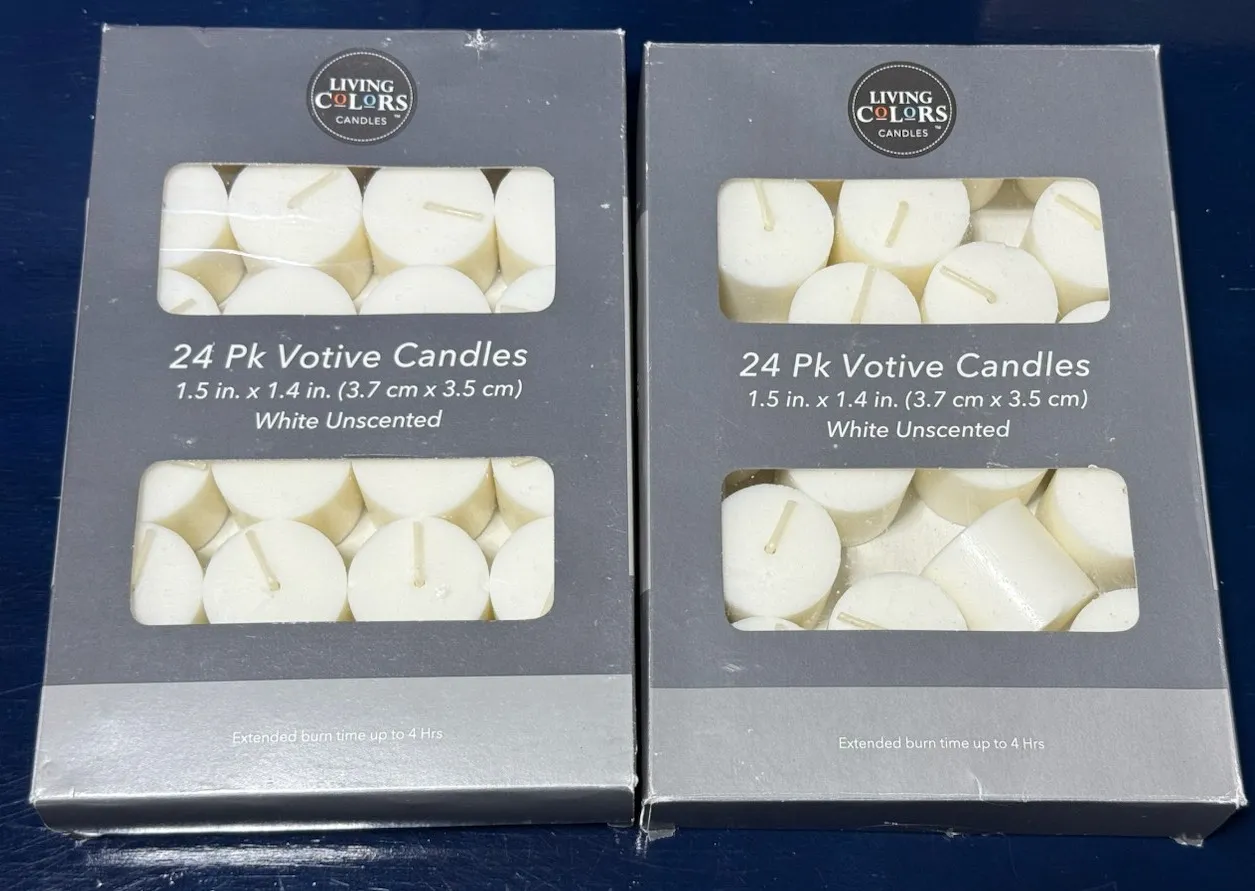 LIVING
COLORS™
CANDLES
24 Pk Votive Candles
1.5 in. x 1.4 in. (3.7 cm x 3.5 cm)
White Unscented
Extended burn time up to 4 Hrs
LIVING
COLORS™
CANDLES
24 Pk Votive Candles
1.5 in. x 1.4 in. (3.7 cm x 3.5 cm)
White Unscented
Extended burn time up to 4 Hrs